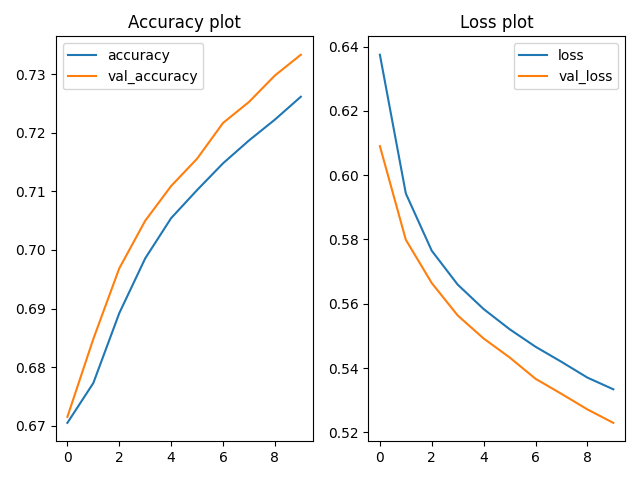 Accuracy plot
accuracy
val_accuracy
0.73
0.72
0.71
0.70
0.69
0.68
0.67
0 2 4 6 8
Loss plot
loss
val_loss
0.64
0.62
0.60
0.58
0.56
0.54
0.52
0 2 4 6 8